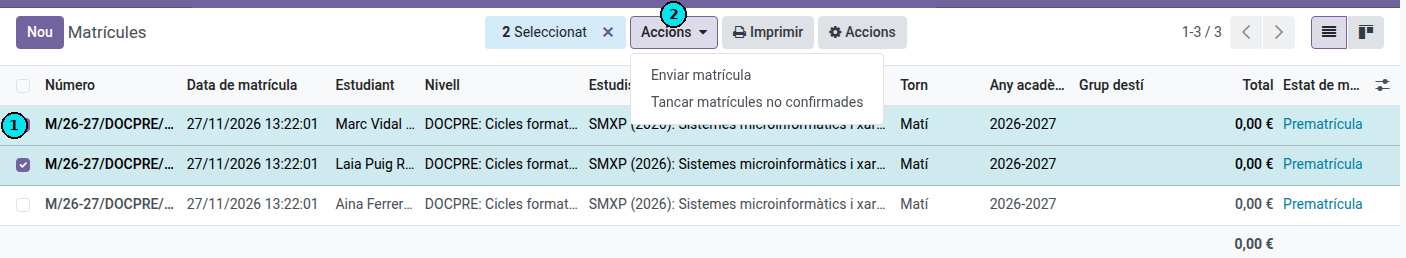 2
Nou Matrícules 2 Seleccionat × Accions Imprimir Accions 1-3 / 3
Enviar matrícula
Tancar matrícules no confirmades
Número Data de matrícula Estudiant Nivell Estudis Torn Any acadè... Grup destí Total Estat de m...
1 M/26-27/DOCPRE/... 27/11/2026 13:22:01 Marc Vidal ... DOCPRE: Cicles format... SMXP (2026): Sistemes microinformàtics i xar... Matí 2026-2027 0,00 € Prematrícula
M/26-27/DOCPRE/... 27/11/2026 13:22:01 Laia Puig R... DOCPRE: Cicles format... SMXP (2026): Sistemes microinformàtics i xar... Matí 2026-2027 0,00 € Prematrícula
M/26-27/DOCPRE/... 27/11/2026 13:22:01 Aina Ferrer... DOCPRE: Cicles format... SMXP (2026): Sistemes microinformàtics i xar... Matí 2026-2027 0,00 € Prematrícula
0,00 €